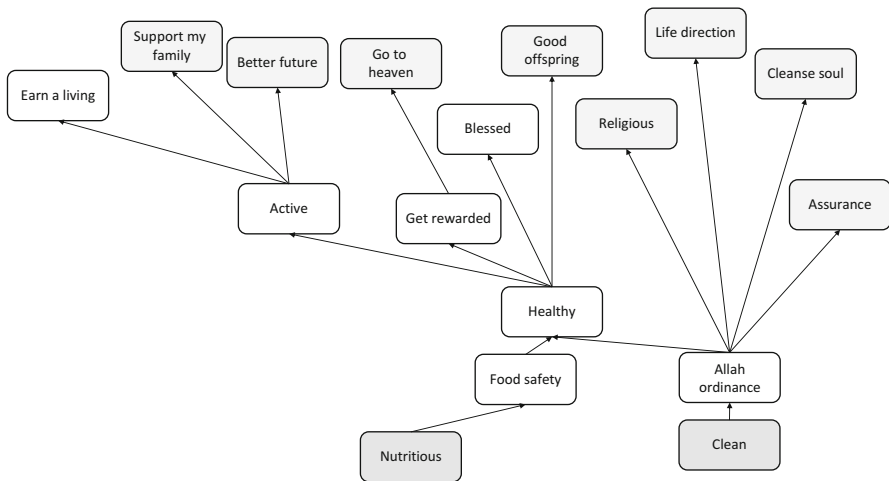 Support my
family
Better future
Earn a living
Go to
heaven
Good
offspring
Life direction
Cleanse soul
Blessed
Religious
Active
Get rewarded
Assurance
Healthy
Food safety
Allah
ordinance
Nutritious
Clean